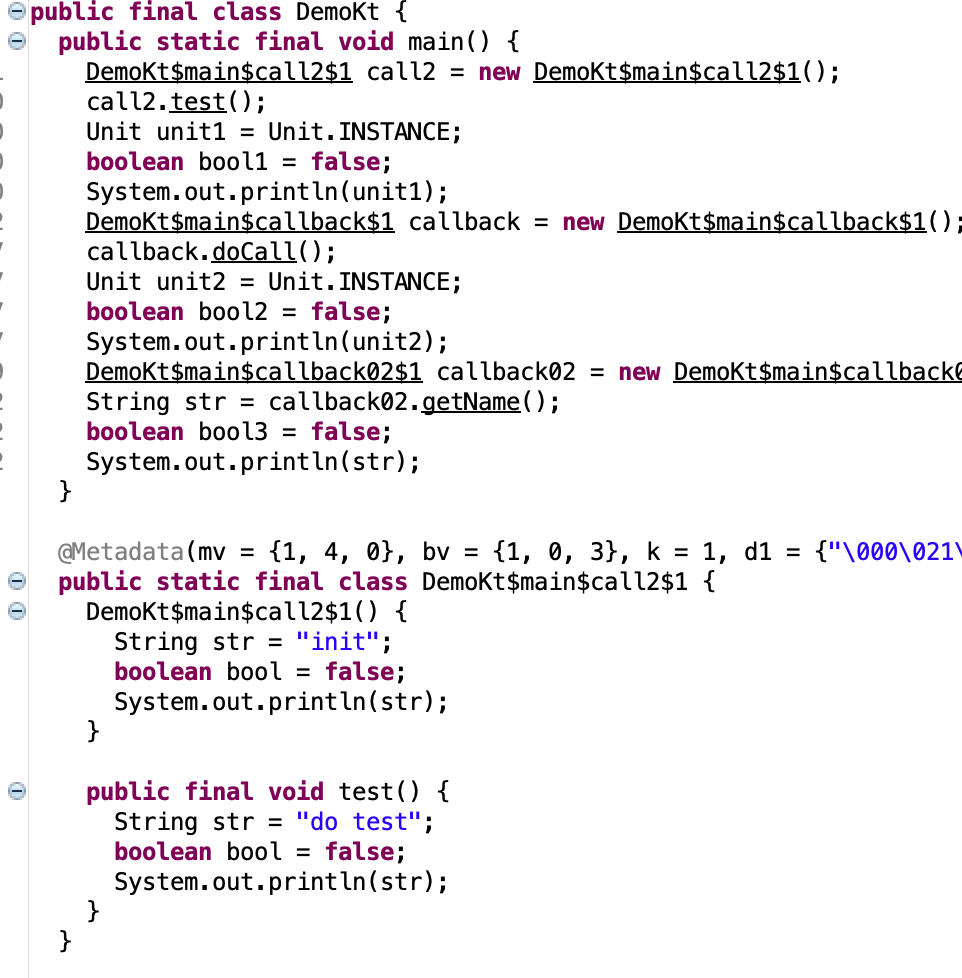 public final class DemoKt {
public static final void main() {
DemoKt$main$call2$1 call2 = new DemoKt$main$call2$1();
call2.test();
Unit unit1 = Unit.INSTANCE;
boolean bool1 = false;
System.out.println(unit1);
DemoKt$main$callback$1 callback = new DemoKt$main$callback$1();
callback.doCall();
Unit unit2 = Unit.INSTANCE;
boolean bool2 = false;
System.out.println(unit2);
DemoKt$main$callback02$1 callback02 = new DemoKt$main$callback0
String str = callback02.getName();
boolean bool3 = false;
System.out.println(str);
}
@Metadata(mv = {1, 4, 0}, bv = {1, 0, 3}, k = 1, d1 = {"\000\021\
public static final class DemoKt$main$call2$1 {
DemoKt$main$call2$1() {
String str = "init";
boolean bool = false;
System.out.println(str);
}
public final void test() {
String str = "do test";
boolean bool = false;
System.out.println(str);
}
}